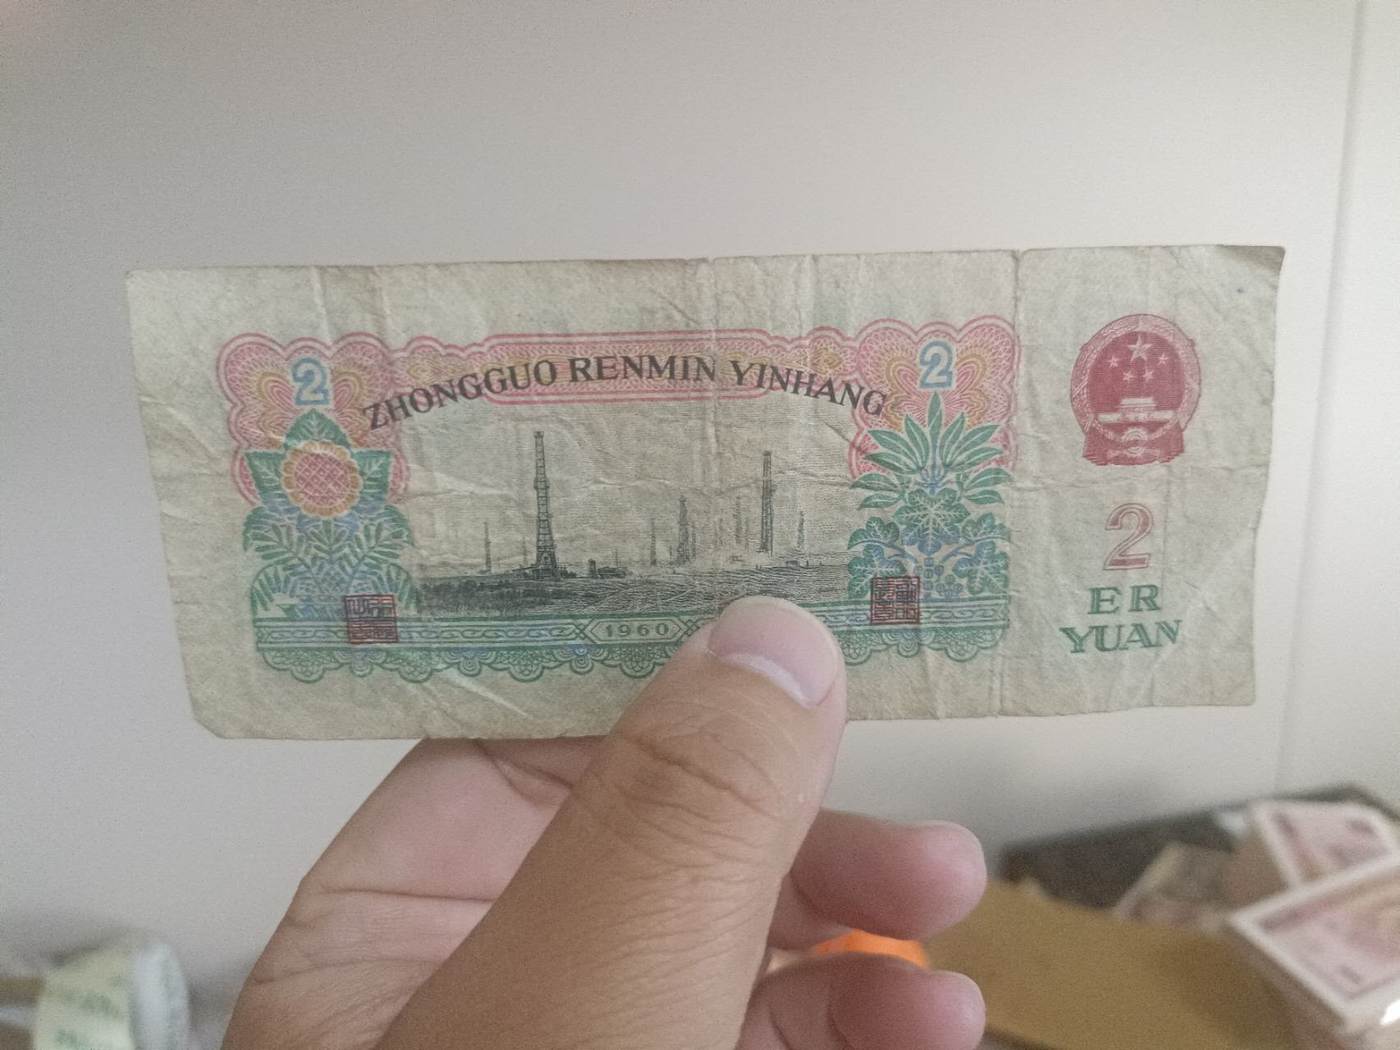 2
2
ZHONGGUO RENMIN YINHANG
1960
2
ER
YUAN